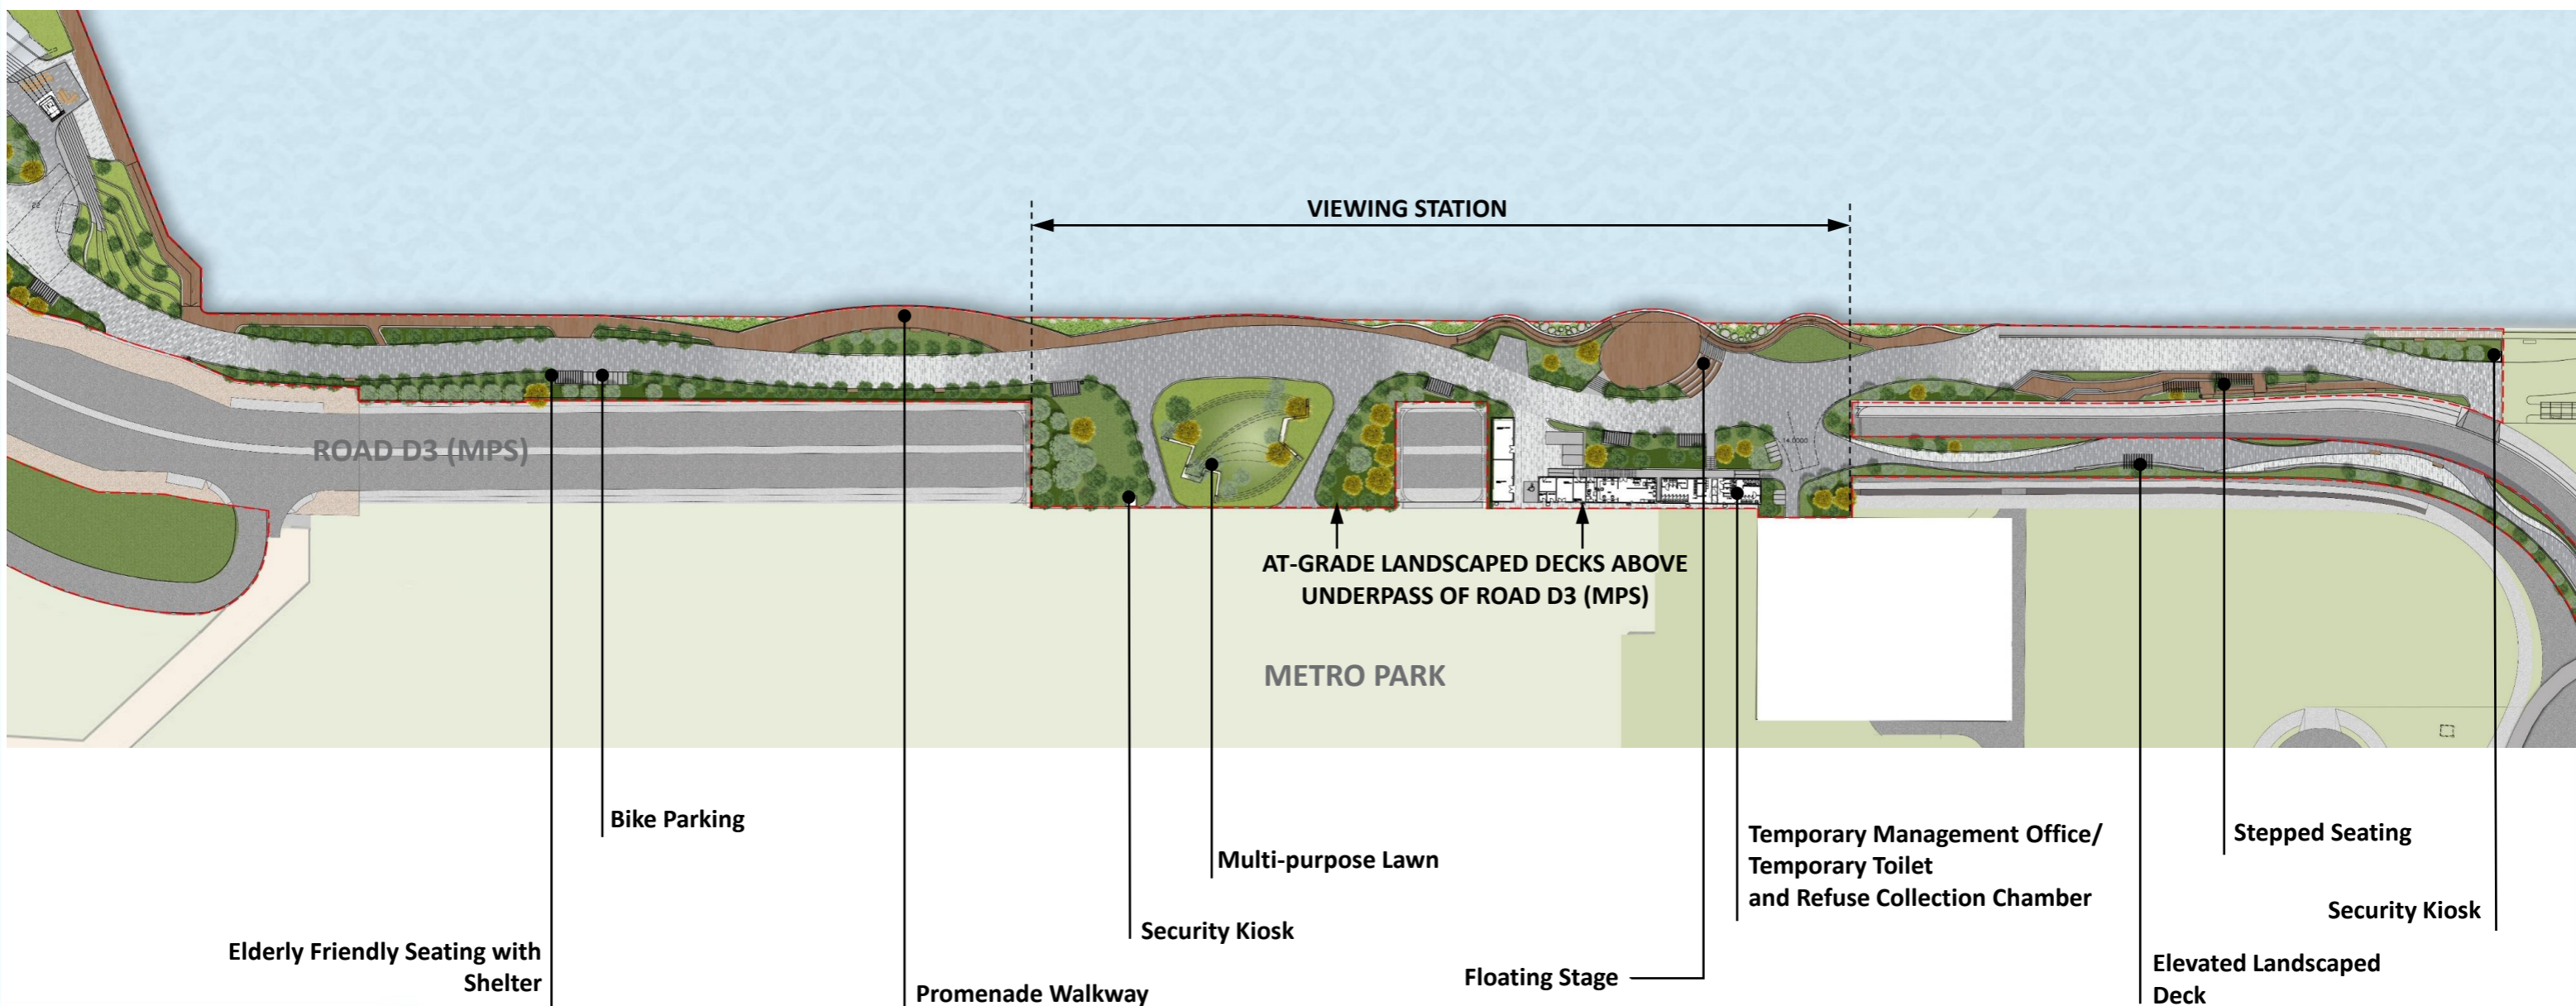 VIEWING STATION
ROAD D3 (MPS)
AT-GRADE LANDSCAPED DECKS ABOVE
UNDERPASS OF ROAD D3 (MPS)
METRO PARK
Bike Parking
Multi-purpose Lawn
Temporary Management Office/
Temporary Toilet
and Refuse Collection Chamber
Stepped Seating
Security Kiosk
Security Kiosk
Elderly Friendly Seating with
Shelter
Promenade Walkway
Floating Stage
Elevated Landscaped
Deck